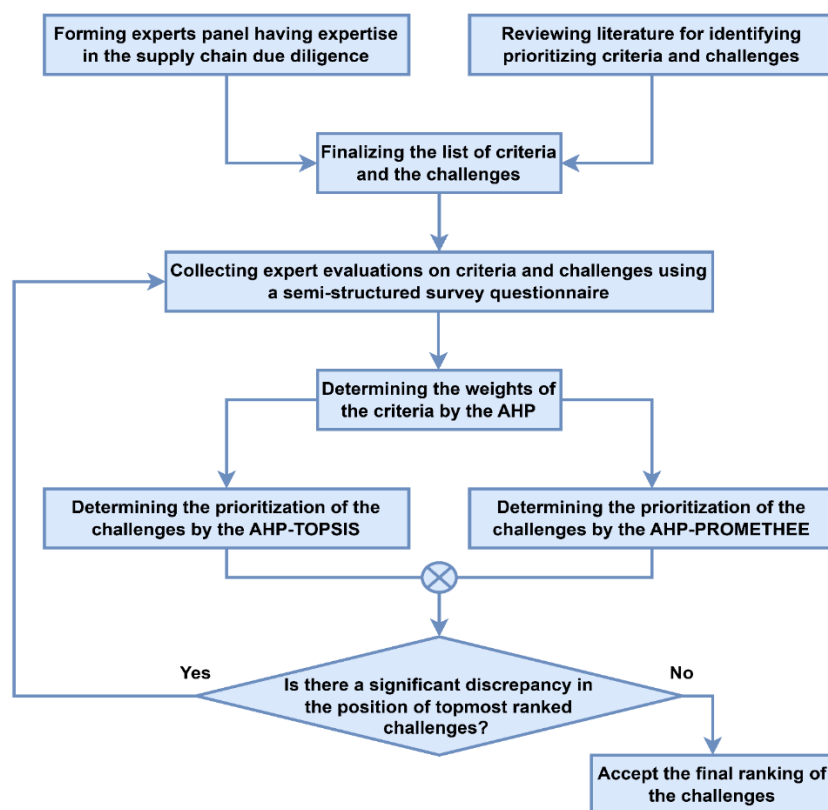 Forming experts panel having expertise
in the supply chain due diligence
Reviewing literature for identifying
prioritizing criteria and challenges
Finalizing the list of criteria
and the challenges
Collecting expert evaluations on criteria and challenges using
a semi-structured survey questionnaire
Determining the weights of
the criteria by the AHP
Determining the prioritization of the
challenges by the AHP-TOPSIS
Determining the prioritization of the
challenges by the AHP-PROMETHEE
Yes
No
Is there a significant discrepancy in
the position of topmost ranked
challenges?
Accept the final ranking of
the challenges